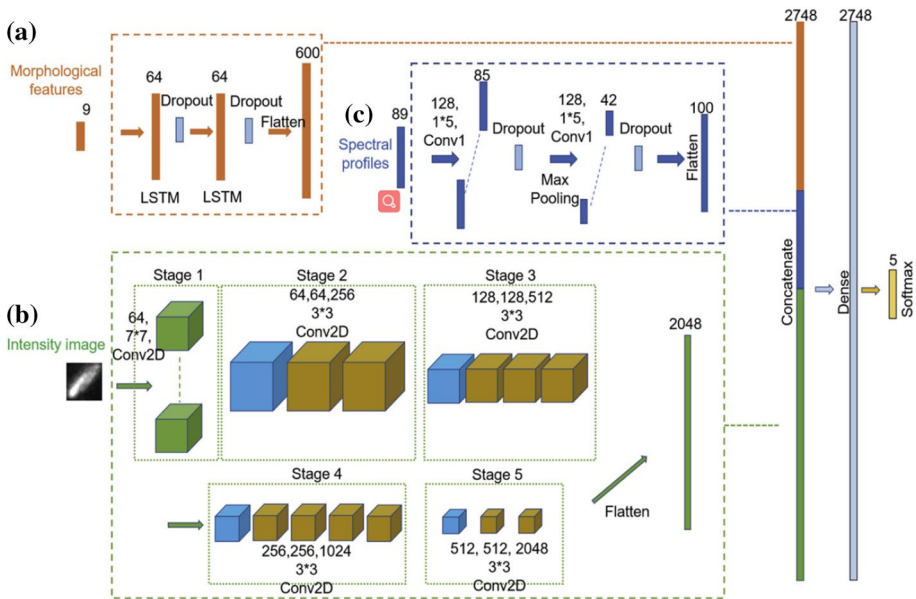 (a)
Morphological
features
9
64
LSTM
Dropout
64
LSTM
Dropout
Flatten
600
(c)
Spectral
profiles
89
128,
1*5,
Conv1
85
Dropout
128,
1*5,
Conv1
Max
Pooling
42
Dropout
Flatten
100
(b)
Intensity image
Stage 1
64,
7*7,
Conv2D
Stage 2
64,64,256
3*3
Conv2D
Stage 3
128,128,512
3*3
Conv2D
Stage 4
256,256,1024
3*3
Conv2D
Stage 5
512, 512, 2048
3*3
Conv2D
Flatten
2048
2748
Concatenate
2748
Dense
5
Softmax